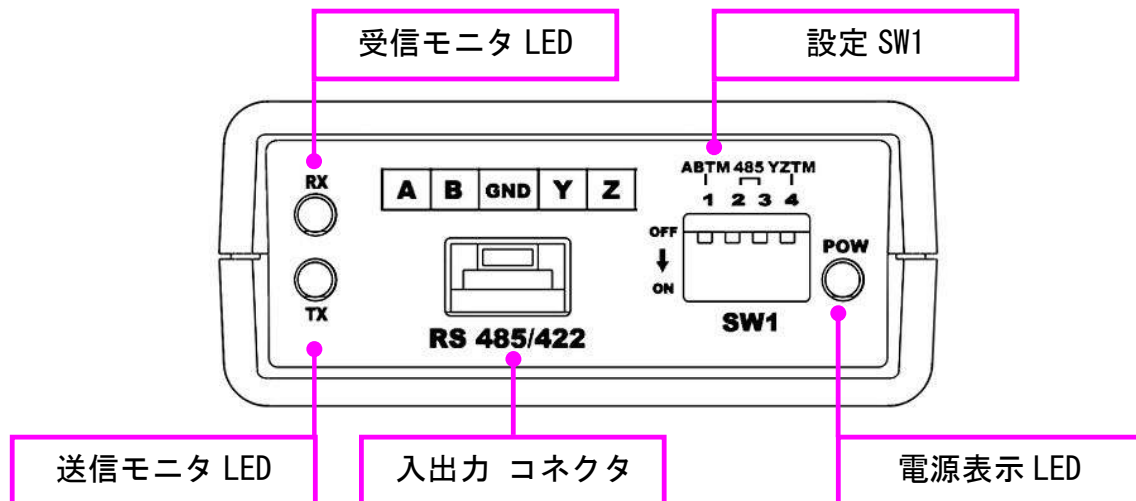 受信モニタ LED
設定 SW1
ABTM 485 YZTM
1 2 3 4
RX
A B GND Y Z
OFF
ON
POW
TX
SW1
RS 485/422
送信モニタ LED
入出力 コネクタ
電源表示 LED